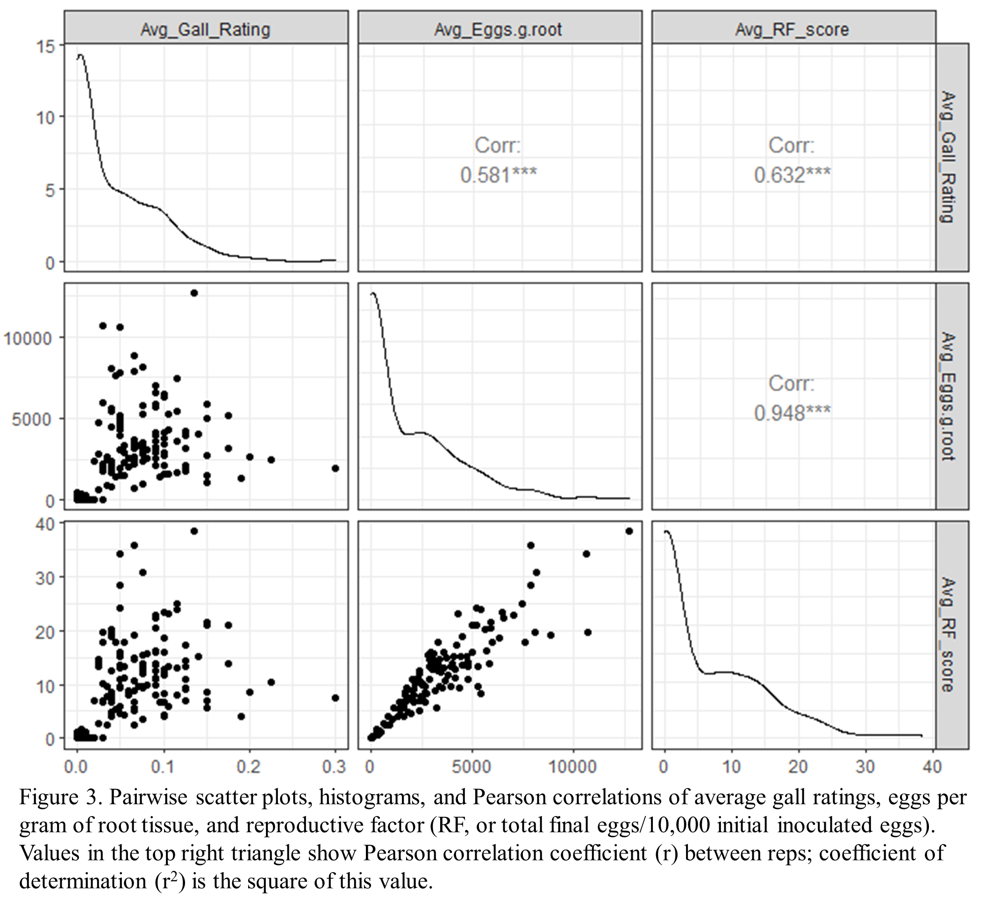 Avg_Gall_Rating
Avg_Eggs.g.root
Avg_RF_score
15
10
5
0
Corr:
0.581***
Corr:
0.632***
Avg_Gall_Rating
10000
5000
0
Corr:
0.948***
Avg_Eggs.g.root
40
30
20
10
0
Avg_RF_score
0.0 0.1 0.2 0.3
0 5000 10000
0 10 20 30 40
Figure 3. Pairwise scatter plots, histograms, and Pearson correlations of average gall ratings, eggs per
gram of root tissue, and reproductive factor (RF, or total final eggs/10,000 initial inoculated eggs).
Values in the top right triangle show Pearson correlation coefficient (r) between reps; coefficient of
determination (r²) is the square of this value.